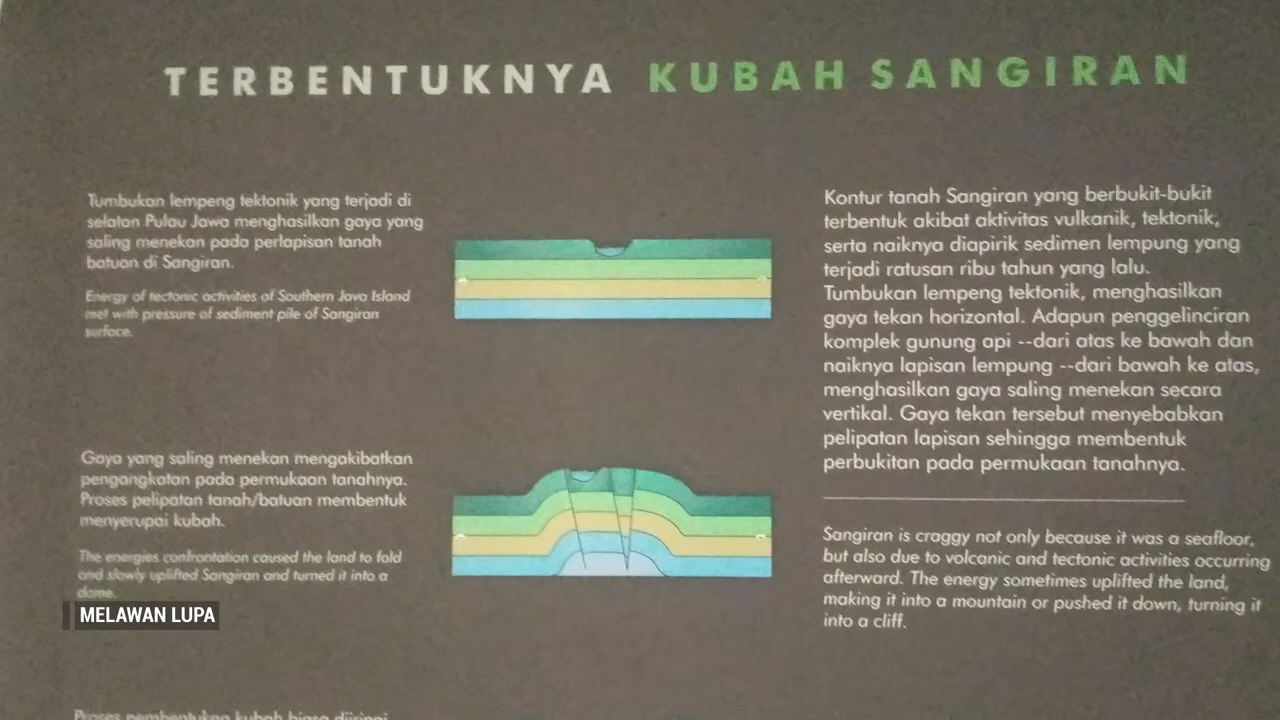 TERBENTUKNYA KUBAH SANGIRAN
Tumbukan lempeng tektonik yang terjadi di
selatan Pulau Jawa menghasilkan gaya yang
saling menekan pada perlapisan tanah
batuan di Sangiran.
Energy of tectonic activities of Southern Java Island
met with pressure of sediment pile of Sangiran
surface.
Gaya yang saling menekan mengakibatkan
pengangkatan pada permukaan tanahnya.
Proses pelipatan tanah/batuan membentuk
menyerupai kubah.
The energies confrontation caused the land to fold
and slowly uplifted Sangiran and turned it into a
dome.
MELAWAN LUPA
Proses pembentukan kubah biasa diiringi
Kontur tanah Sangiran yang berbukit-bukit
terbentuk akibat aktivitas vulkanik, tektonik,
serta naiknya diapirik sedimen lempung yang
terjadi ratusan ribu tahun yang lalu.
Tumbukan lempeng tektonik, menghasilkan
gaya tekan horizontal. Adapun penggelinciran
komplek gunung api --dari atas ke bawah dan
naiknya lapisan lempung --dari bawah ke atas,
menghasilkan gaya saling menekan secara
vertikal. Gaya tekan tersebut menyebabkan
pelipatan lapisan sehingga membentuk
perbukitan pada permukaan tanahnya.
Sangiran is craggy not only because it was a seafloor,
but also due to volcanic and tectonic activities occurring
afterward. The energy sometimes uplifted the land,
making it into a mountain or pushed it down, turning it
into a cliff.